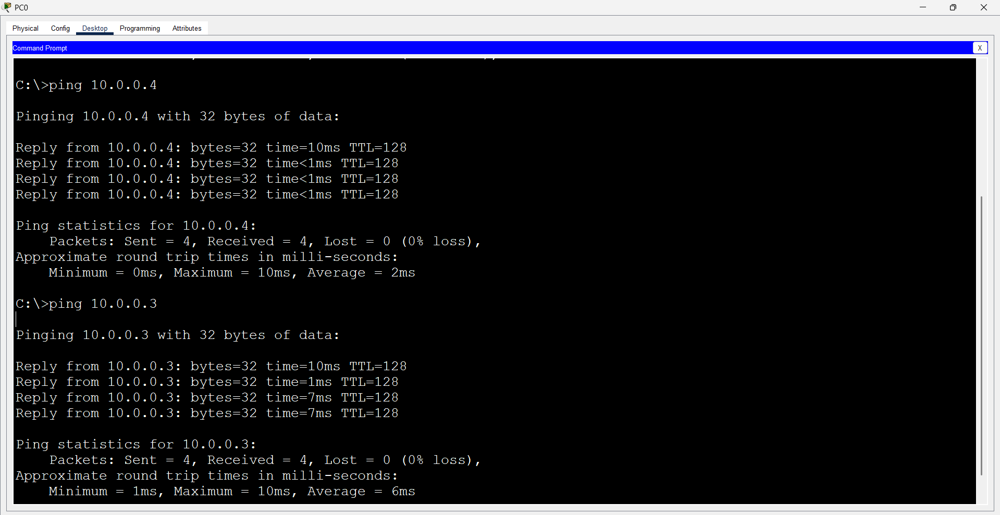 PC0
Physical Config Desktop Programming Attributes
Command Prompt X
C:\>ping 10.0.0.4
Pinging 10.0.0.4 with 32 bytes of data:
Reply from 10.0.0.4: bytes=32 time=10ms TTL=128
Reply from 10.0.0.4: bytes=32 time<1ms TTL=128
Reply from 10.0.0.4: bytes=32 time<1ms TTL=128
Reply from 10.0.0.4: bytes=32 time<1ms TTL=128
Ping statistics for 10.0.0.4:
    Packets: Sent = 4, Received = 4, Lost = 0 (0% loss),
Approximate round trip times in milli-seconds:
    Minimum = 0ms, Maximum = 10ms, Average = 2ms
C:\>ping 10.0.0.3
Pinging 10.0.0.3 with 32 bytes of data:
Reply from 10.0.0.3: bytes=32 time=10ms TTL=128
Reply from 10.0.0.3: bytes=32 time=1ms TTL=128
Reply from 10.0.0.3: bytes=32 time=7ms TTL=128
Reply from 10.0.0.3: bytes=32 time=7ms TTL=128
Ping statistics for 10.0.0.3:
    Packets: Sent = 4, Received = 4, Lost = 0 (0% loss),
Approximate round trip times in milli-seconds:
    Minimum = 1ms, Maximum = 10ms, Average = 6ms